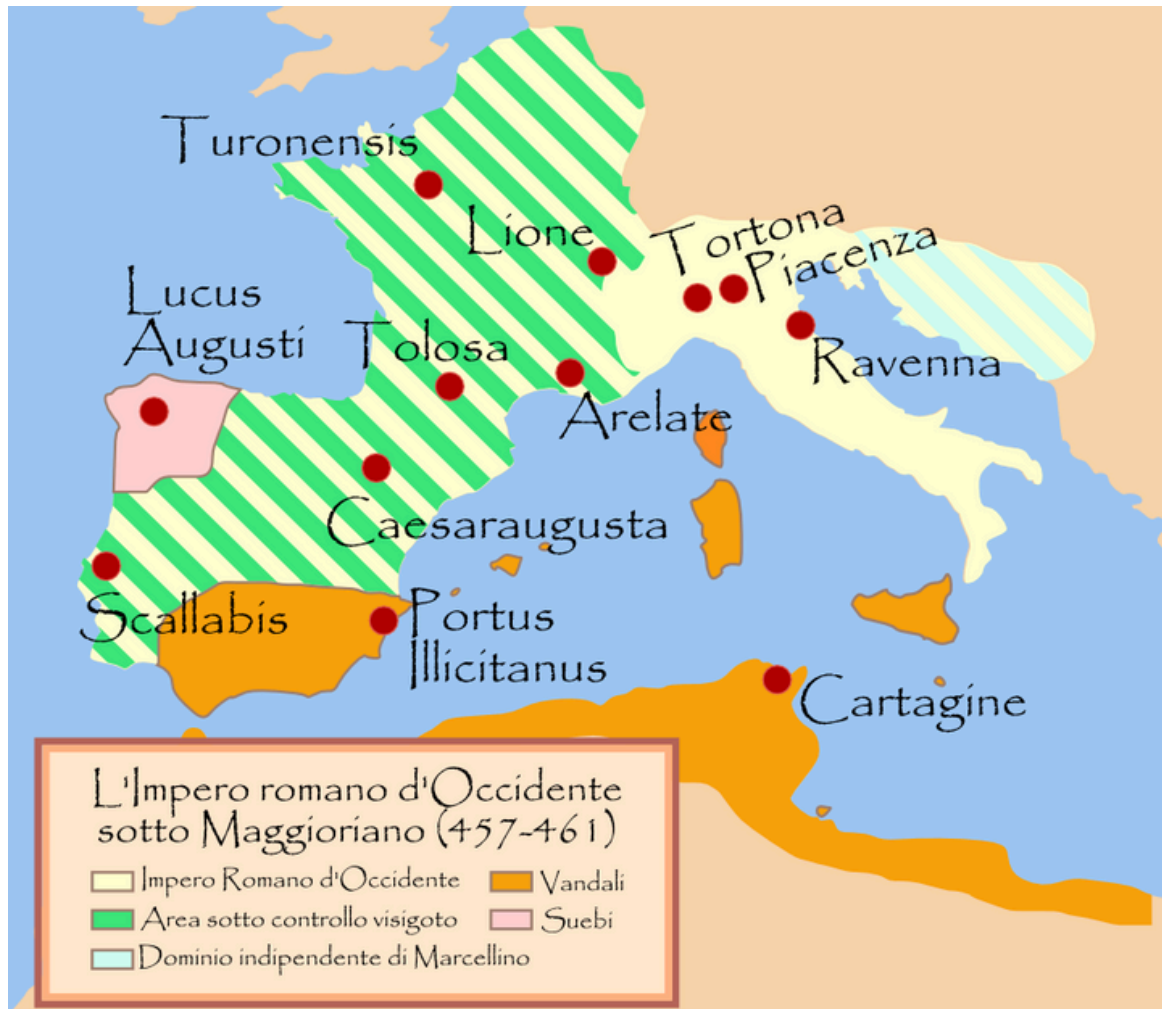 Turonensis
Lione
Tortona
Piacenza
Lucus
Augusti
Tolosa
Ravenna
Arelate
Caesaraugusta
Scallabis
Portus
Illicitanus
Cartagine
L'Impero romano d'Occidente
sotto Maggioriano (457-461)
Impero Romano d'Occidente
Vandali
Area sotto controllo visigoto
Suebi
Dominio indipendente di Marcellino